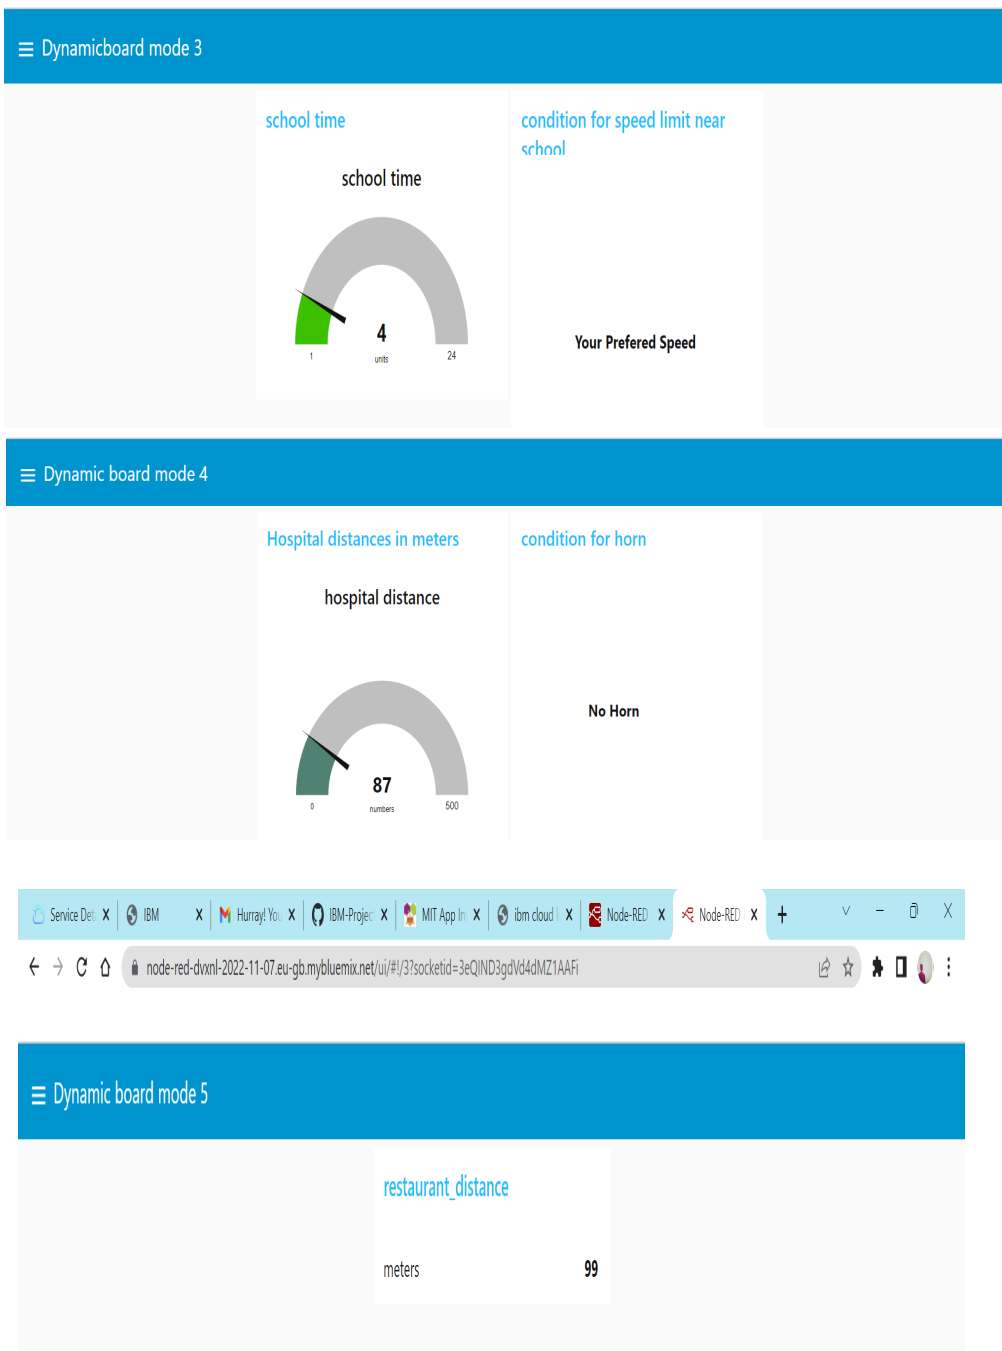 Dynamicboard mode 3
school time
condition for speed limit near
school
school time
4
units
1
24
Your Prefered Speed
Dynamic board mode 4
Hospital distances in meters
condition for horn
hospital distance
87
numbers
0
500
No Horn
Service Det
IBM
Hurray! You
IBM-Projec
MIT App In
ibm cloud
Node-RED
Node-RED
node-red-dvxnl-2022-11-07.eu-gb.mybluemix.net/ui/#!/3?socketid=3eQIND3gdVd4dMZ1AAFi
Dynamic board mode 5
restaurant_distance
meters 99